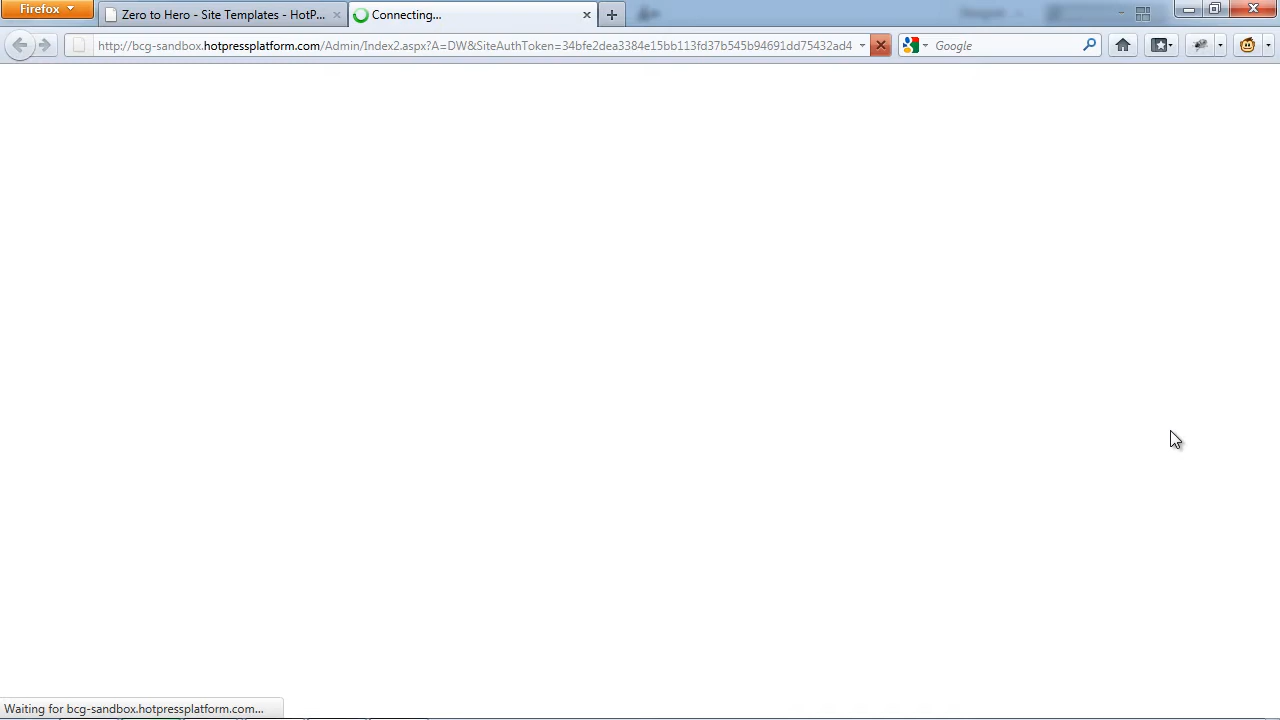 Firefox
Zero to Hero - Site Templates - HotP...
Connecting...
http://bcg-sandbox.hotpressplatform.com/Admin/Index2.aspx?A=DW&SiteAuthToken=34bfe2dea3384e15bb113fd37b545b94691dd75432ad4
Google
Waiting for bcg-sandbox.hotpressplatform.com...